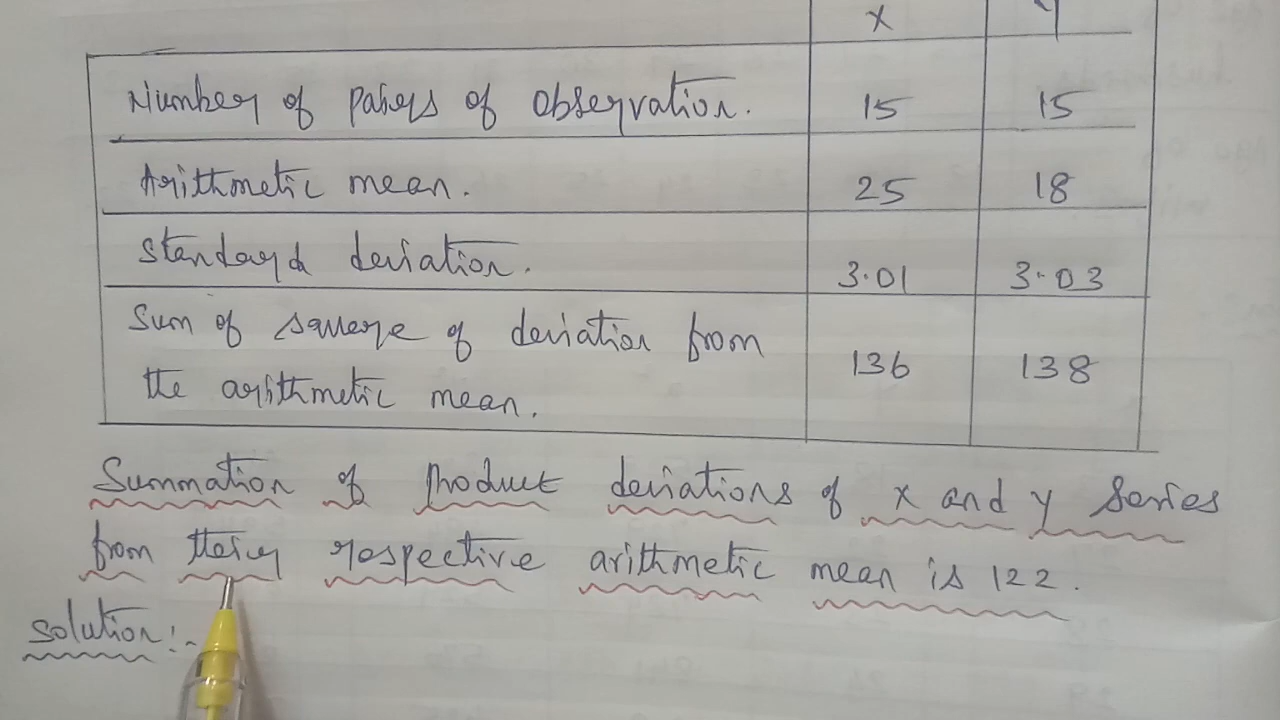 x y
Number of pairs of observation. 15 15
Arithmetic mean. 25 18
Standard deviation. 3.01 3.03
Sum of square of deviation from
the arithmetic mean. 136 138
Summation of product deviations of x and y series
from their respective arithmetic mean is 122.
Solution:-